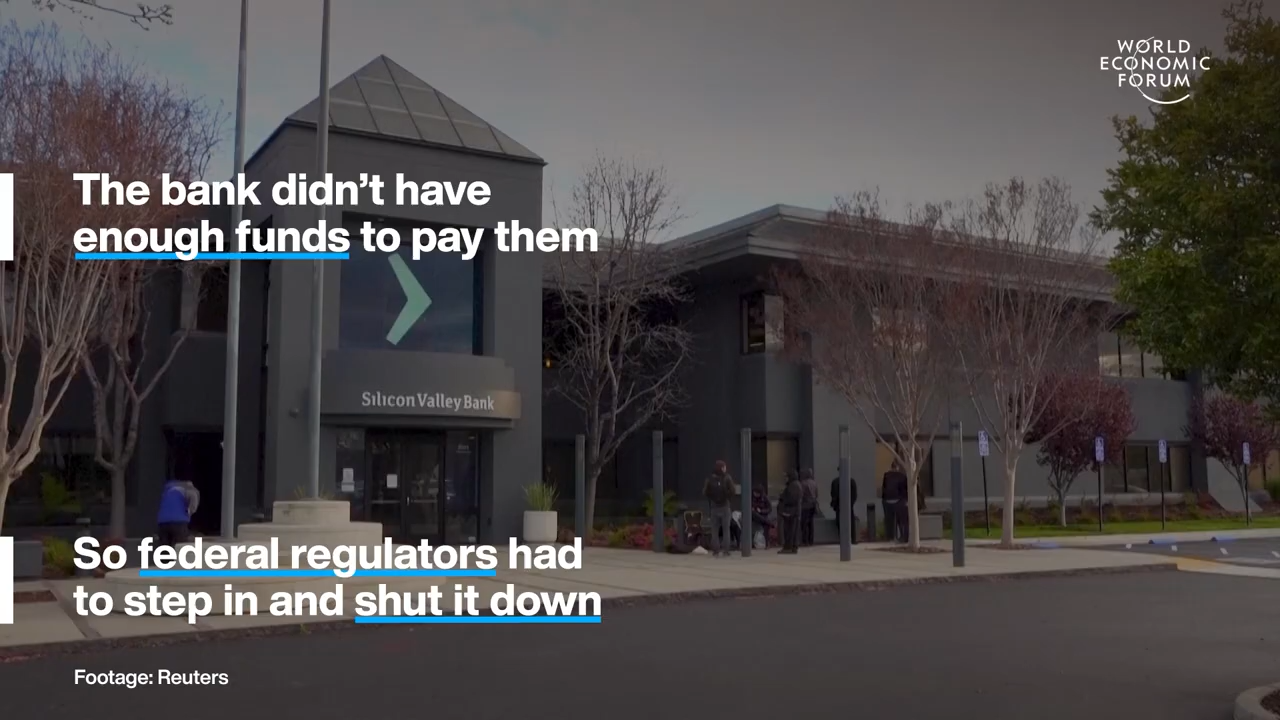 WORLD
ECONOMIC
FORUM
The bank didn’t have
enough funds to pay them
Silicon Valley Bank
So federal regulators had
to step in and shut it down
Footage: Reuters